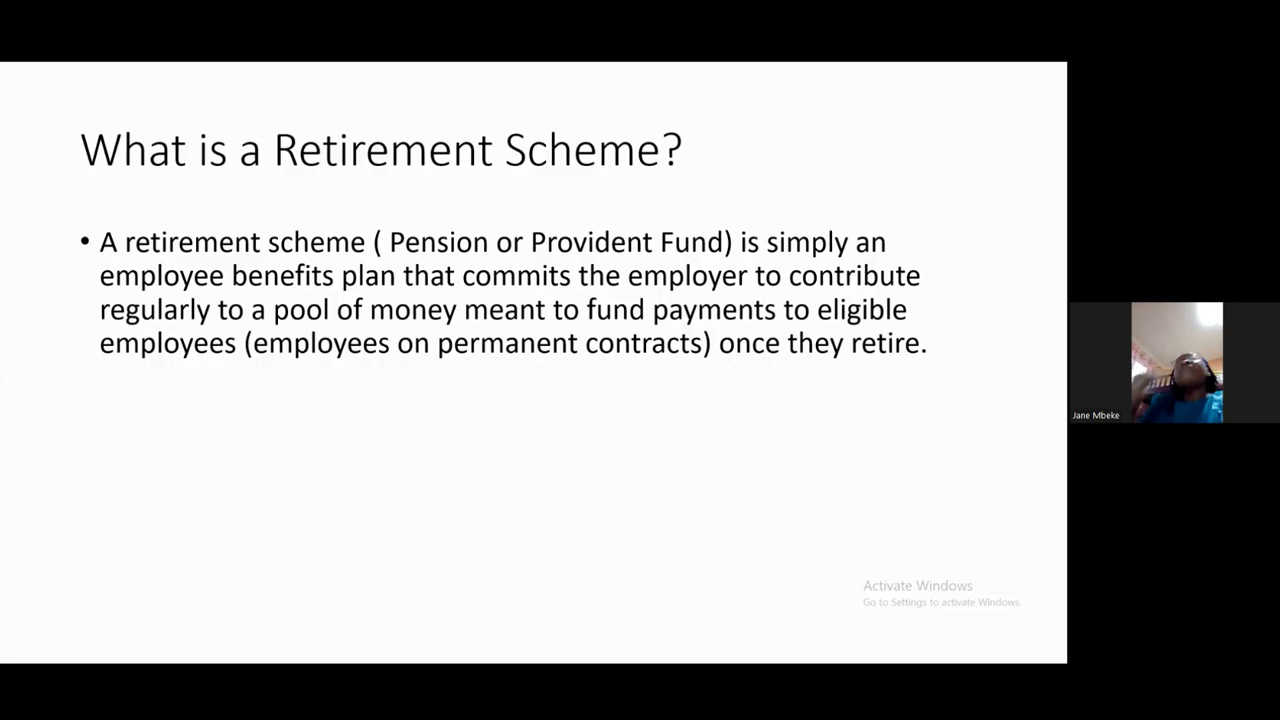 What is a Retirement Scheme?
• A retirement scheme ( Pension or Provident Fund) is simply an
employee benefits plan that commits the employer to contribute
regularly to a pool of money meant to fund payments to eligible
employees (employees on permanent contracts) once they retire.
Jane Mbeke
Activate Windows
Go to Settings to activate Windows.